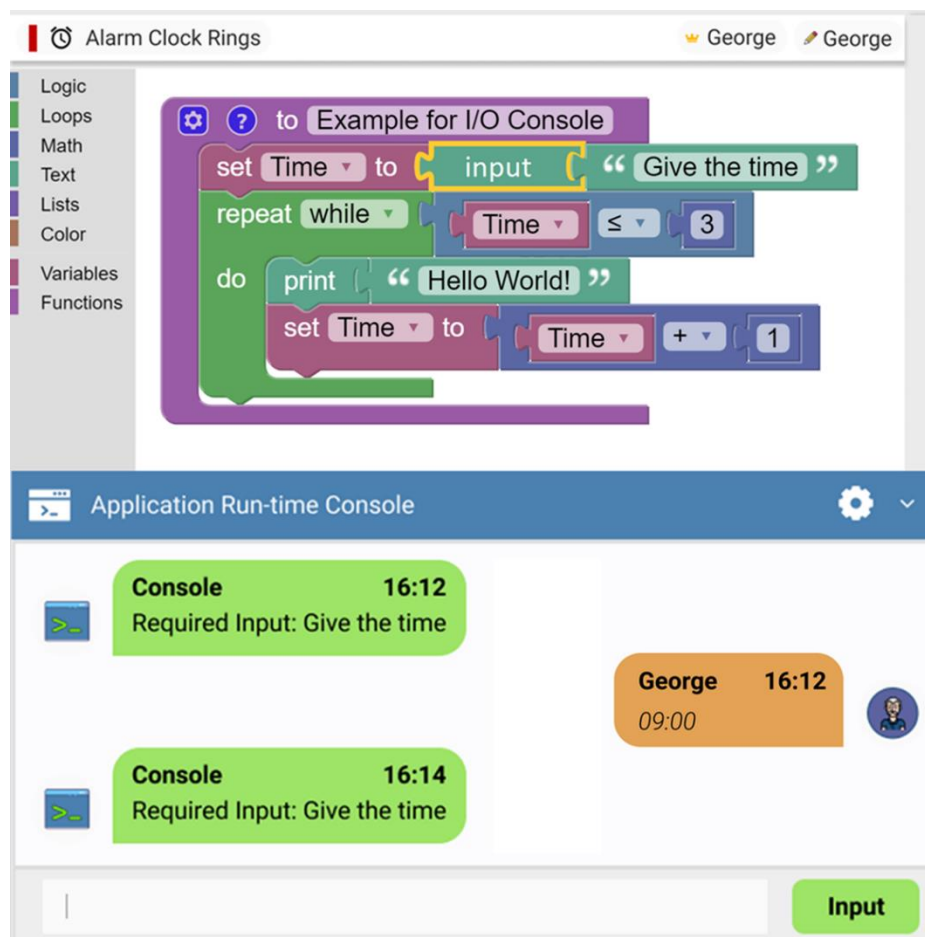 Alarm Clock Rings George George
Logic
Loops
Math
Text
Lists
Color
Variables
Functions
? to Example for I/O Console
set Time to input “ Give the time ”
repeat while Time ≤ 3
do print “ Hello World! ”
set Time to Time + 1
>_ Application Run-time Console
Console 16:12
>_ Required Input: Give the time
George 16:12
09:00
Console 16:14
>_ Required Input: Give the time
Input